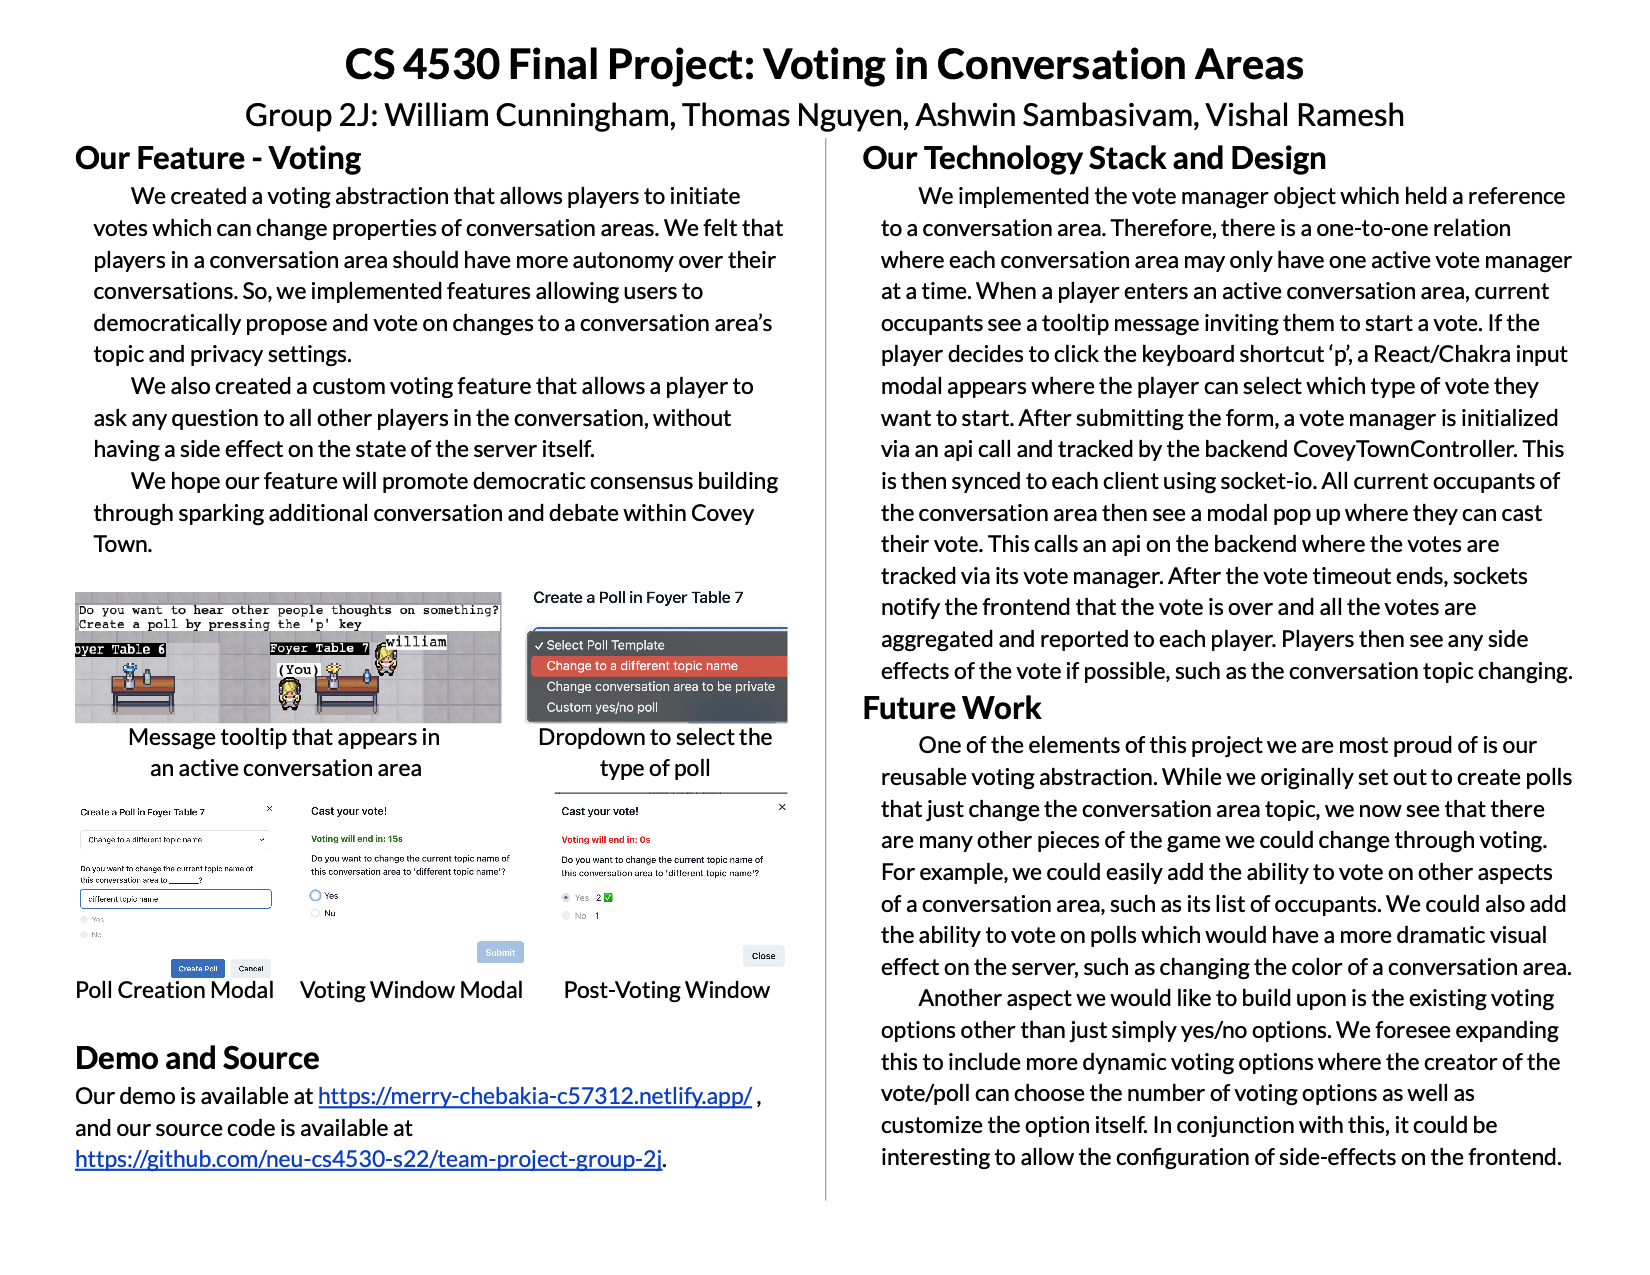 CS 4530 Final Project: Voting in Conversation Areas
Group 2J: William Cunningham, Thomas Nguyen, Ashwin Sambasivam, Vishal Ramesh
Our Feature - Voting
We created a voting abstraction that allows players to initiate
votes which can change properties of conversation areas. We felt that
players in a conversation area should have more autonomy over their
conversations. So, we implemented features allowing users to
democratically propose and vote on changes to a conversation area’s
topic and privacy settings.
We also created a custom voting feature that allows a player to
ask any question to all other players in the conversation, without
having a side effect on the state of the server itself.
We hope our feature will promote democratic consensus building
through sparking additional conversation and debate within Covey
Town.
Do you want to hear other people thoughts on something?
Create a poll by pressing the 'p' key
oyer Table 6
Foyer Table 7
william
(You)
Message tooltip that appears in
an active conversation area
Create a Poll in Foyer Table 7
✓ Select Poll Template
Change to a different topic name
Change conversation area to be private
Custom yes/no poll
Dropdown to select the
type of poll
Create a Poll in Foyer Table 7
Change to a different topic name
Do you want to change the current topic name of
this conversation area to ______?
different topic name
Yes
No
Create Poll
Cancel
Poll Creation Modal
Cast your vote!
Voting will end in: 15s
Do you want to change the current topic name of
this conversation area to 'different topic name'?
Yes
No
Submit
Voting Window Modal
Cast your vote!
Voting will end in: 0s
Do you want to change the current topic name of
this conversation area to 'different topic name'?
Yes 2 ✅
No 1
Close
Post-Voting Window
Demo and Source
Our demo is available at https://merry-chebakia-c57312.netlify.app/ ,
and our source code is available at
https://github.com/neu-cs4530-s22/team-project-group-2j.
Our Technology Stack and Design
We implemented the vote manager object which held a reference
to a conversation area. Therefore, there is a one-to-one relation
where each conversation area may only have one active vote manager
at a time. When a player enters an active conversation area, current
occupants see a tooltip message inviting them to start a vote. If the
player decides to click the keyboard shortcut ‘p’, a React/Chakra input
modal appears where the player can select which type of vote they
want to start. After submitting the form, a vote manager is initialized
via an api call and tracked by the backend CoveyTownController. This
is then synced to each client using socket-io. All current occupants of
the conversation area then see a modal pop up where they can cast
their vote. This calls an api on the backend where the votes are
tracked via its vote manager. After the vote timeout ends, sockets
notify the frontend that the vote is over and all the votes are
aggregated and reported to each player. Players then see any side
effects of the vote if possible, such as the conversation topic changing.
Future Work
One of the elements of this project we are most proud of is our
reusable voting abstraction. While we originally set out to create polls
that just change the conversation area topic, we now see that there
are many other pieces of the game we could change through voting.
For example, we could easily add the ability to vote on other aspects
of a conversation area, such as its list of occupants. We could also add
the ability to vote on polls which would have a more dramatic visual
effect on the server, such as changing the color of a conversation area.
Another aspect we would like to build upon is the existing voting
options other than just simply yes/no options. We foresee expanding
this to include more dynamic voting options where the creator of the
vote/poll can choose the number of voting options as well as
customize the option itself. In conjunction with this, it could be
interesting to allow the configuration of side-effects on the frontend.